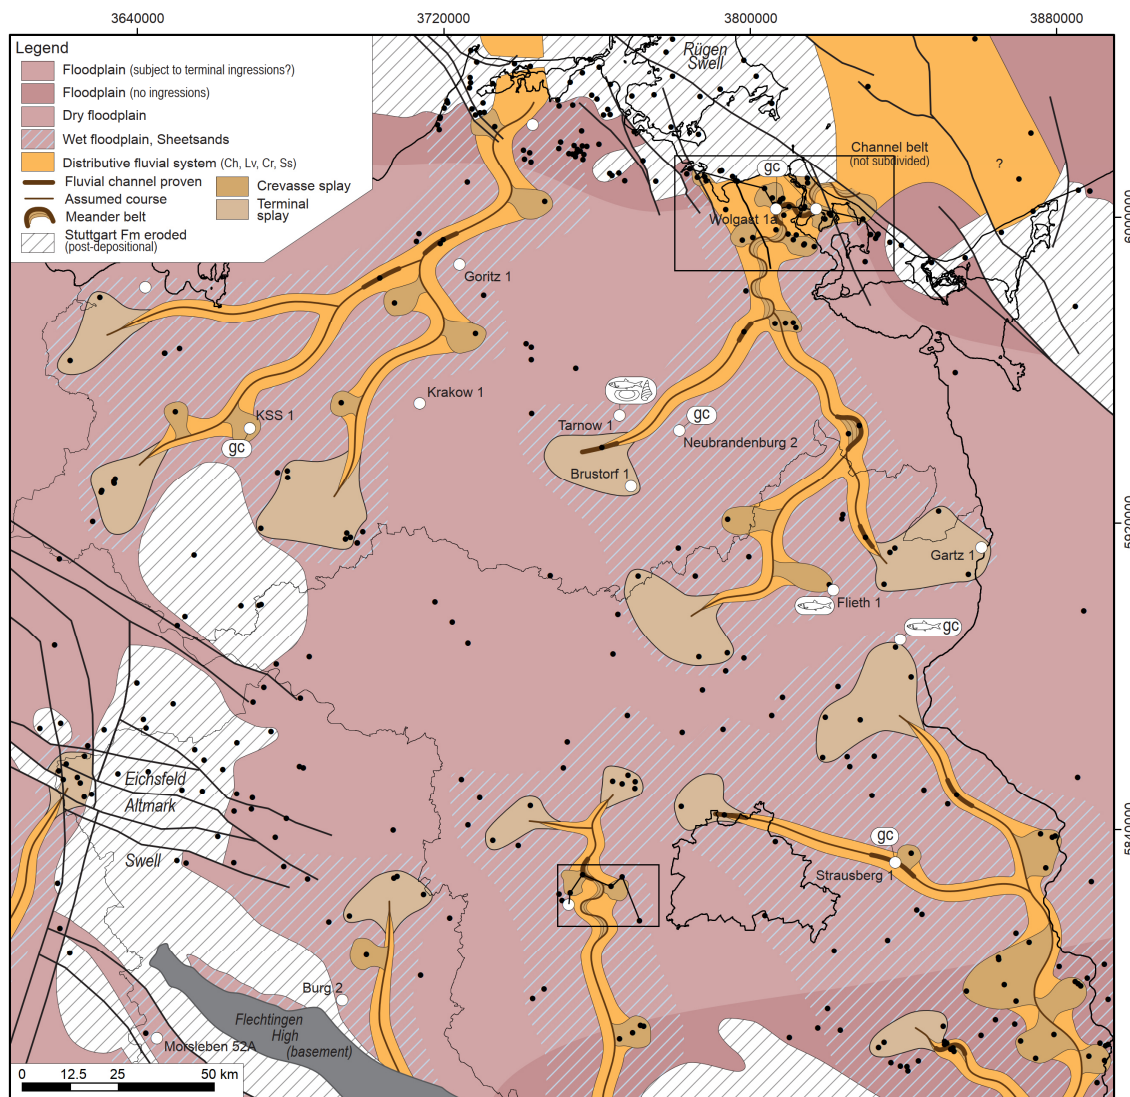 3640000
3720000
3800000
3880000
Legend
Floodplain (subject to terminal ingressions?)
Floodplain (no ingressions)
Dry floodplain
Wet floodplain, Sheetsands
Distributive fluvial system (Ch, Lv, Cr, Ss)
Fluvial channel proven
Assumed course
Meander belt
Stuttgart Fm eroded
(post-depositional)
Crevasse splay
Terminal
splay
Rügen
Swell
Channel belt
(not subdivided)
?
gc
Wolgast 1a
6000000
Goritz 1
Krakow 1
KSS 1
gc
Tarnow 1
gc
Neubrandenburg 2
Brustorf 1
5920000
Gartz 1
Flieth 1
gc
Eichsfeld
Altmark
Swell
5840000
gc
Strausberg 1
Burg 2
Flechtingen
High
(basement)
Morsleben 52A
0 12.5 25 50 km